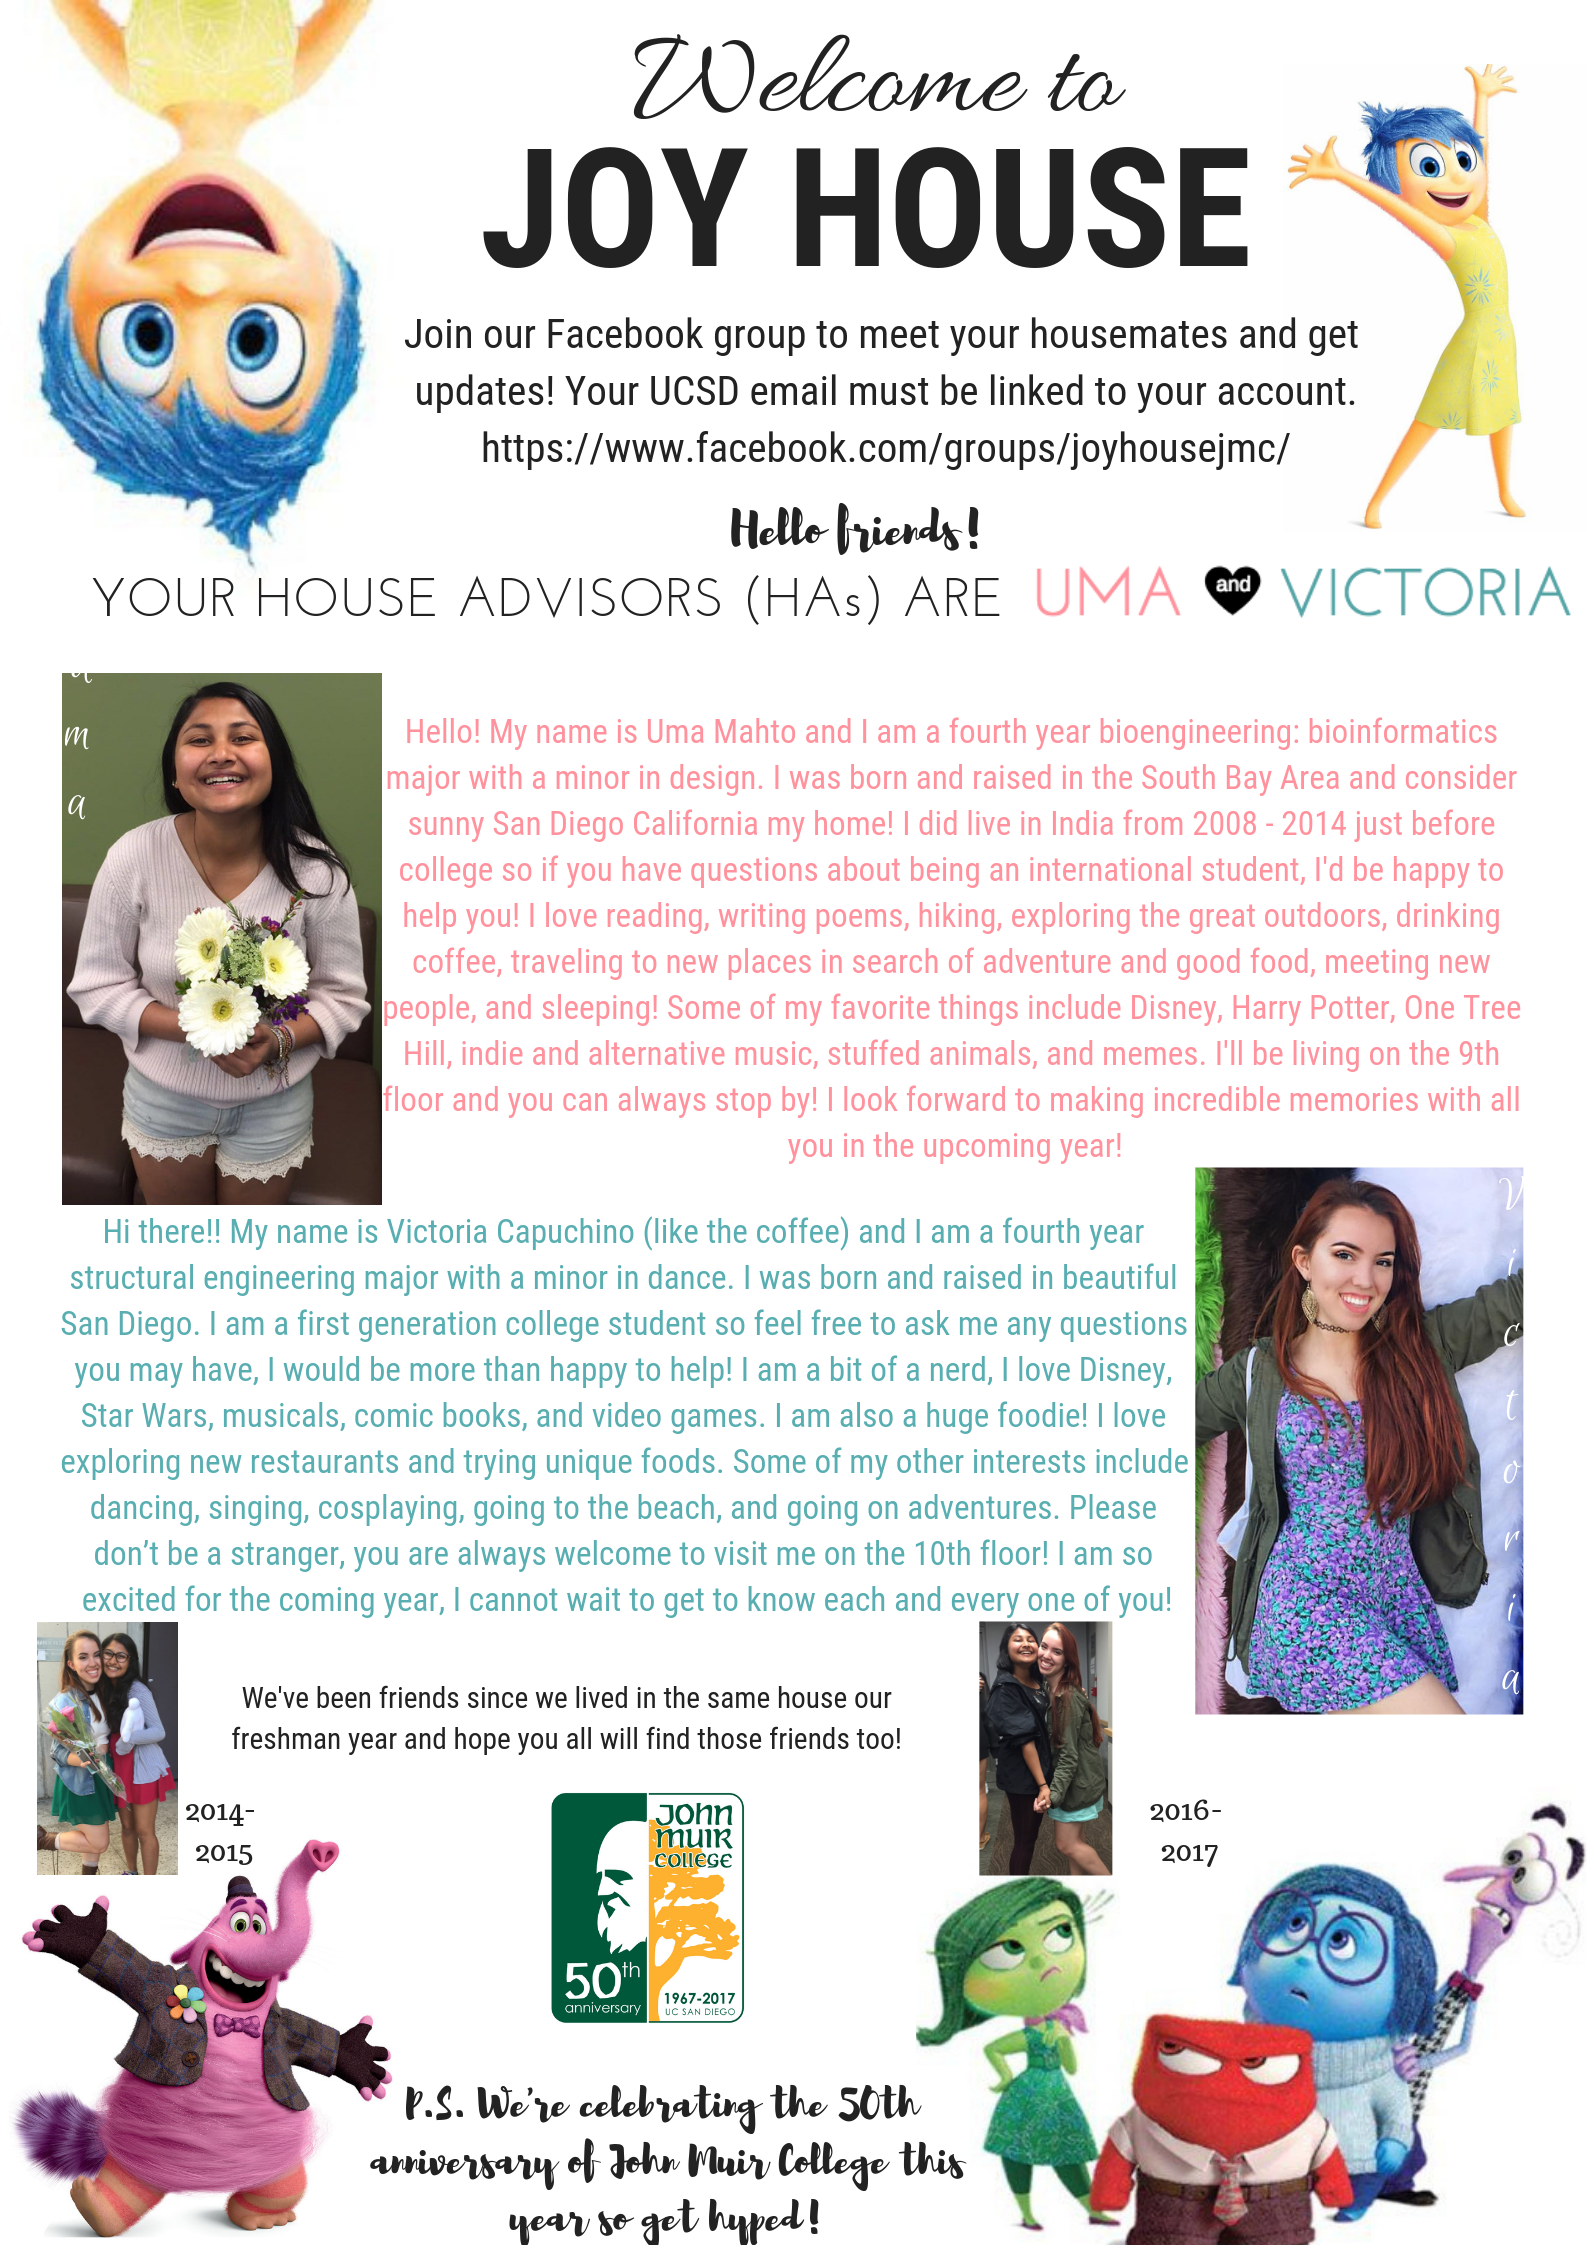 Welcome to
JOY HOUSE
Join our Facebook group to meet your housemates and get
updates! Your UCSD email must be linked to your account.
https://www.facebook.com/groups/joyhousejmc/
Hello friends!
YOUR HOUSE ADVISORS (HAs) ARE UMA and VICTORIA
u
m
a
Hello! My name is Uma Mahto and I am a fourth year bioengineering: bioinformatics
major with a minor in design. I was born and raised in the South Bay Area and consider
sunny San Diego California my home! I did live in India from 2008 - 2014 just before
college so if you have questions about being an international student, I'd be happy to
help you! I love reading, writing poems, hiking, exploring the great outdoors, drinking
coffee, traveling to new places in search of adventure and good food, meeting new
people, and sleeping! Some of my favorite things include Disney, Harry Potter, One Tree
Hill, indie and alternative music, stuffed animals, and memes. I'll be living on the 9th
floor and you can always stop by! I look forward to making incredible memories with all
you in the upcoming year!
Hi there!! My name is Victoria Capuchino (like the coffee) and I am a fourth year
structural engineering major with a minor in dance. I was born and raised in beautiful
San Diego. I am a first generation college student so feel free to ask me any questions
you may have, I would be more than happy to help! I am a bit of a nerd, I love Disney,
Star Wars, musicals, comic books, and video games. I am also a huge foodie! I love
exploring new restaurants and trying unique foods. Some of my other interests include
dancing, singing, cosplaying, going to the beach, and going on adventures. Please
don’t be a stranger, you are always welcome to visit me on the 10th floor! I am so
excited for the coming year, I cannot wait to get to know each and every one of you!
V
i
c
t
o
r
i
a
We've been friends since we lived in the same house our
freshman year and hope you all will find those friends too!
2014-
2015
2016-
2017
John
Muir
College
50th
anniversary
1967-2017
UC SAN DIEGO
P.S. We're celebrating the 50th
anniversary of John Muir College this
year so get hyped!